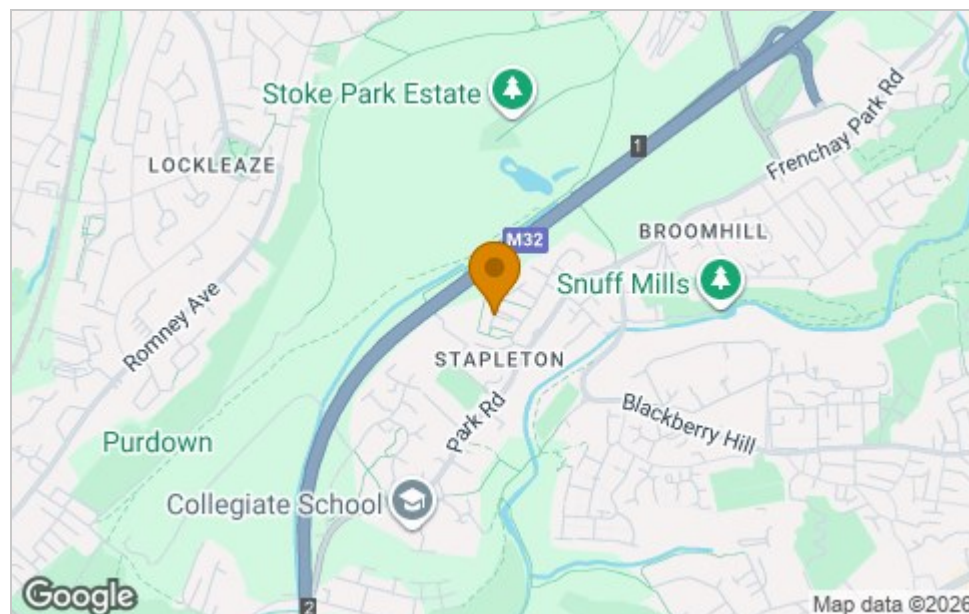 Stoke Park Estate
1
Frenchay Park Rd
LOCKLEAZE
M32
BROOMHILL
Snuff Mills
Romney Ave
STAPLETON
Park Rd
Blackberry Hill
Purdown
Collegiate School
2
Google
Map data ©2026